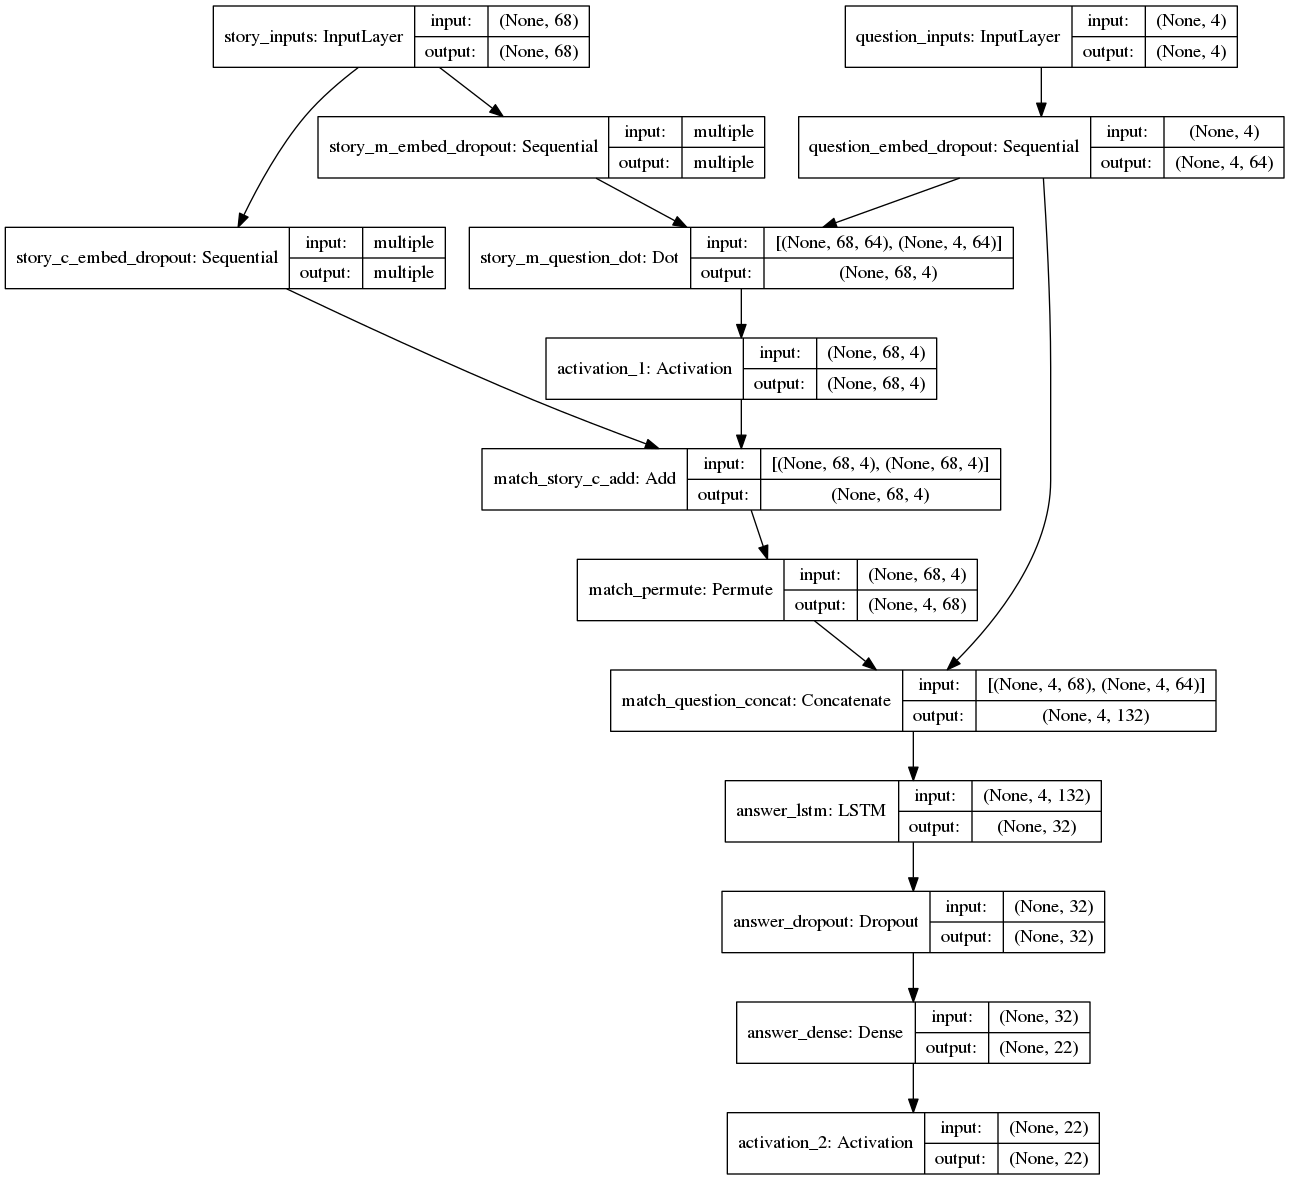 story_inputs: InputLayer
input: (None, 68)
output: (None, 68)
question_inputs: InputLayer
input: (None, 4)
output: (None, 4)
story_m_embed_dropout: Sequential
input: multiple
output: multiple
question_embed_dropout: Sequential
input: (None, 4)
output: (None, 4, 64)
story_c_embed_dropout: Sequential
input: multiple
output: multiple
story_m_question_dot: Dot
input: [(None, 68, 64), (None, 4, 64)]
output: (None, 68, 4)
activation_1: Activation
input: (None, 68, 4)
output: (None, 68, 4)
match_story_c_add: Add
input: [(None, 68, 4), (None, 68, 4)]
output: (None, 68, 4)
match_permute: Permute
input: (None, 68, 4)
output: (None, 4, 68)
match_question_concat: Concatenate
input: [(None, 4, 68), (None, 4, 64)]
output: (None, 4, 132)
answer_lstm: LSTM
input: (None, 4, 132)
output: (None, 32)
answer_dropout: Dropout
input: (None, 32)
output: (None, 32)
answer_dense: Dense
input: (None, 32)
output: (None, 22)
activation_2: Activation
input: (None, 22)
output: (None, 22)